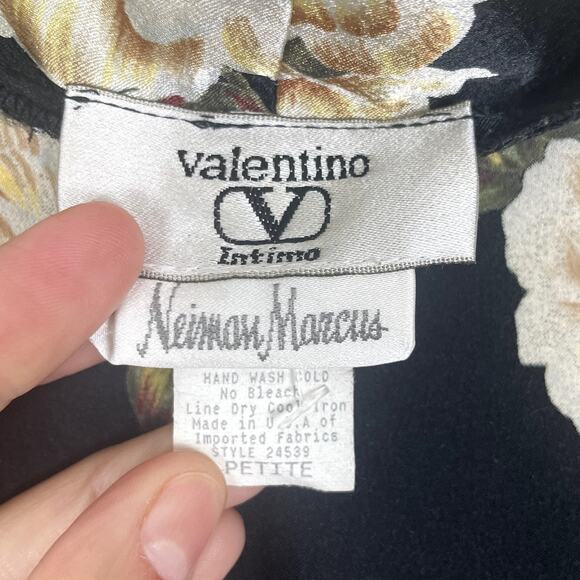 Valentino
V
Intimo
Neiman Marcus
HAND WASH COLD
No Bleach
Line Dry Cool Iron
Made in U.S.A of
Imported Fabrics
STYLE 24539
PETITE